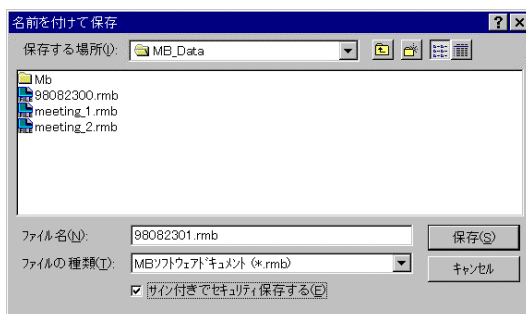 名前を付けて保存
保存する場所(I): MB_Data
Mb
98082300.rmb
meeting_1.rmb
meeting_2.rmb
ファイル名(N): 98082301.rmb 保存(S)
ファイルの種類(T): MBソフトウェアドキュメント (*.rmb) キャンセル
サイン付きでセキュリティ保存する(E)